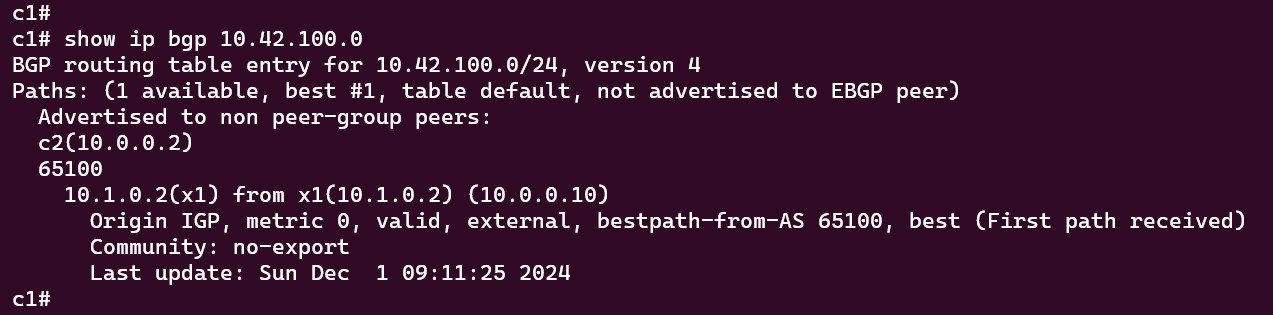 c1#
c1# show ip bgp 10.42.100.0
BGP routing table entry for 10.42.100.0/24, version 4
Paths: (1 available, best #1, table default, not advertised to EBGP peer)
  Advertised to non peer-group peers:
  c2(10.0.0.2)
  65100
    10.1.0.2(x1) from x1(10.1.0.2) (10.0.0.10)
      Origin IGP, metric 0, valid, external, bestpath-from-AS 65100, best (First path received)
      Community: no-export
      Last update: Sun Dec  1 09:11:25 2024
c1#